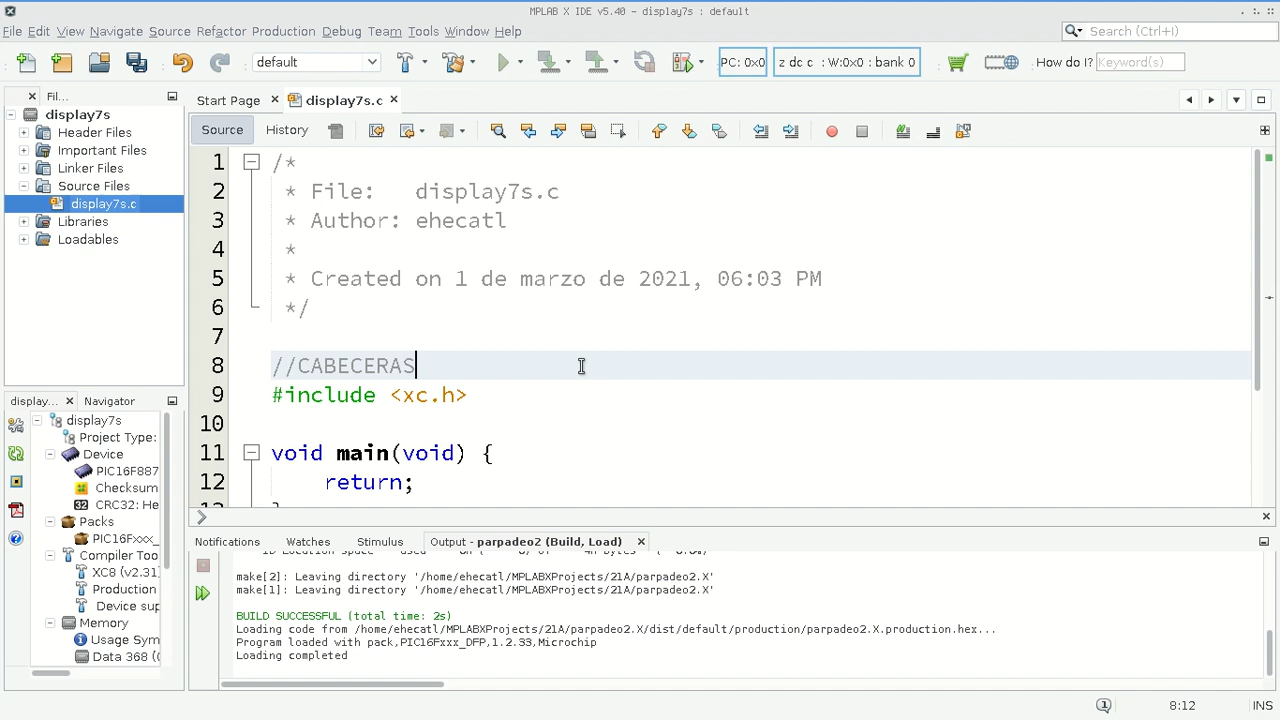 MPLAB X IDE v5.40 - display7s : default
File Edit View Navigate Source Refactor Production Debug Team Tools Window Help
Search (Ctrl+I)
default
PC: 0x0
z dc c : W:0x0 : bank 0
How do I?
Keyword(s)
Fil...
display7s
Header Files
Important Files
Linker Files
Source Files
display7s.c
Libraries
Loadables
Start Page
display7s.c
Source
History
1 /*
2 * File: display7s.c
3 * Author: ehecatl
4 *
5 * Created on 1 de marzo de 2021, 06:03 PM
6 */
7
8 //CABECERAS
9 #include <xc.h>
10
11 void main(void) {
12 return;
display...
Navigator
display7s
Project Type:
Device
PIC16F887
Checksum
CRC32: He
Packs
PIC16Fxxx_
Compiler Too
XC8 (v2.31)
Production
Device sup
Memory
Usage Sym
Data 368 (
Notifications
Watches
Stimulus
Output - parpadeo2 (Build, Load)
make[2]: Leaving directory '/home/ehecatl/MPLABXProjects/21A/parpadeo2.X'
make[1]: Leaving directory '/home/ehecatl/MPLABXProjects/21A/parpadeo2.X'
BUILD SUCCESSFUL (total time: 2s)
Loading code from /home/ehecatl/MPLABXProjects/21A/parpadeo2.X/dist/default/production/parpadeo2.X.production.hex...
Program loaded with pack,PIC16Fxxx_DFP,1.2.33,Microchip
Loading completed
8:12
INS